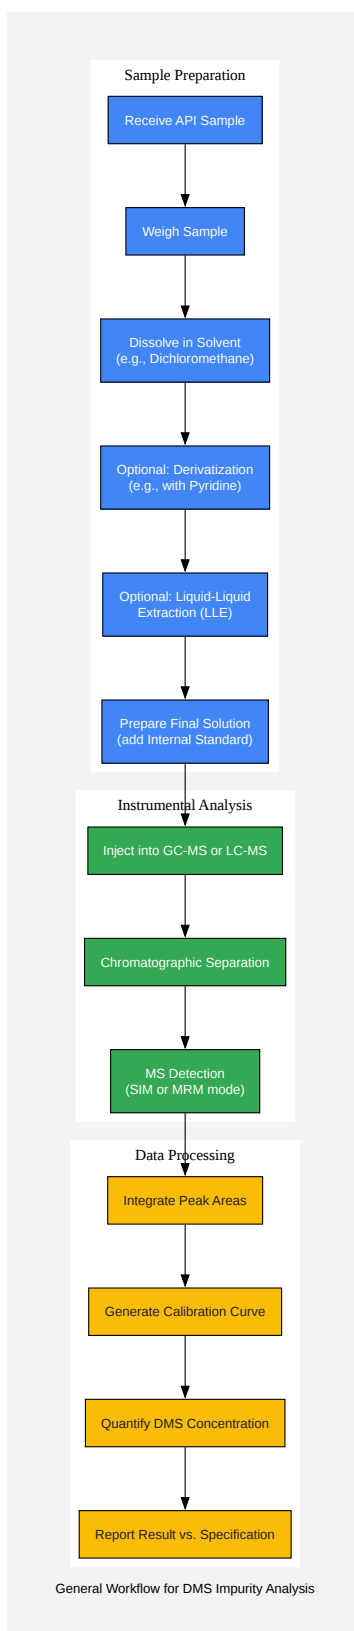 Sample Preparation
Receive API Sample
Weigh Sample
Dissolve in Solvent
(e.g., Dichloromethane)
Optional: Derivatization
(e.g., with Pyridine)
Optional: Liquid-Liquid
Extraction (LLE)
Prepare Final Solution
(add Internal Standard)
Instrumental Analysis
Inject into GC-MS or LC-MS
Chromatographic Separation
MS Detection
(SIM or MRM mode)
Data Processing
Integrate Peak Areas
Generate Calibration Curve
Quantify DMS Concentration
Report Result vs. Specification
General Workflow for DMS Impurity Analysis